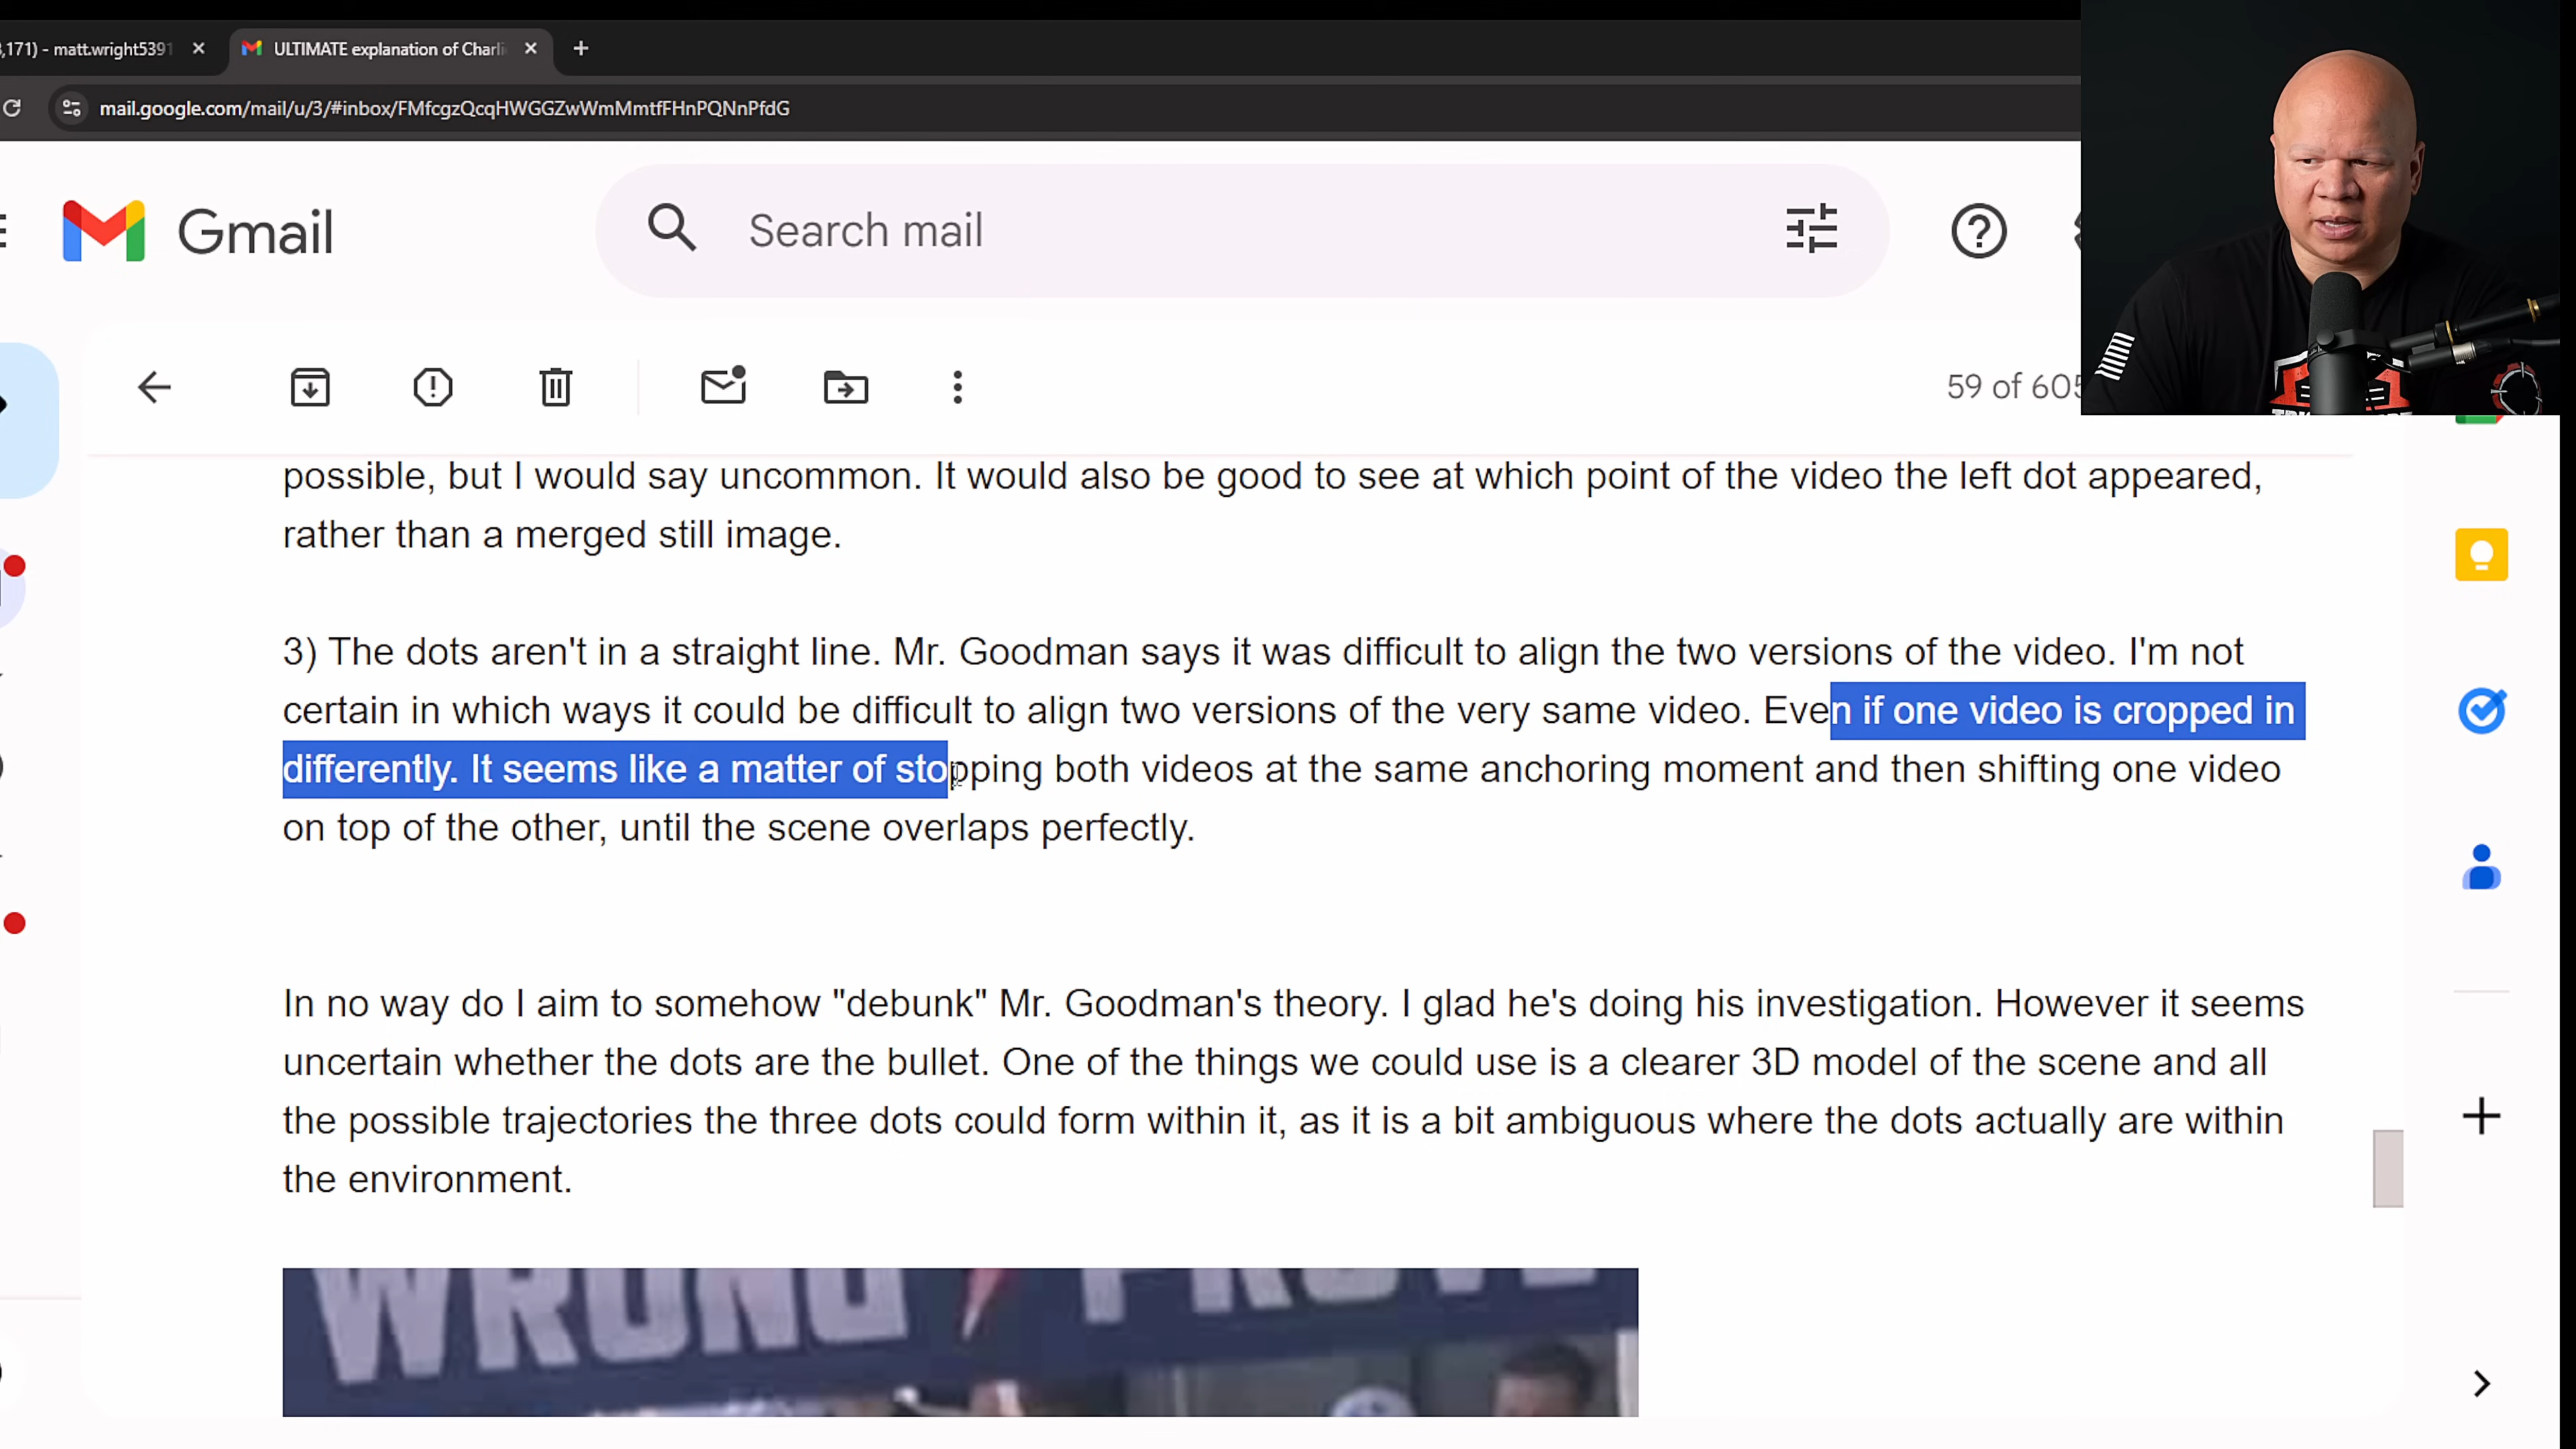 ,171) - matt.wright5391
ULTIMATE explanation of Charli
mail.google.com/mail/u/3/#inbox/FMfcgzQcqHWGGZwWmMmtfFHnPQNnPfdG
Gmail
Search mail
59 of 605
possible, but I would say uncommon. It would also be good to see at which point of the video the left dot appeared,
rather than a merged still image.
3) The dots aren't in a straight line. Mr. Goodman says it was difficult to align the two versions of the video. I'm not
certain in which ways it could be difficult to align two versions of the very same video. Even if one video is cropped in
differently. It seems like a matter of stopping both videos at the same anchoring moment and then shifting one video
on top of the other, until the scene overlaps perfectly.
In no way do I aim to somehow "debunk" Mr. Goodman's theory. I glad he's doing his investigation. However it seems
uncertain whether the dots are the bullet. One of the things we could use is a clearer 3D model of the scene and all
the possible trajectories the three dots could form within it, as it is a bit ambiguous where the dots actually are within
the environment.
WRONG PROVE